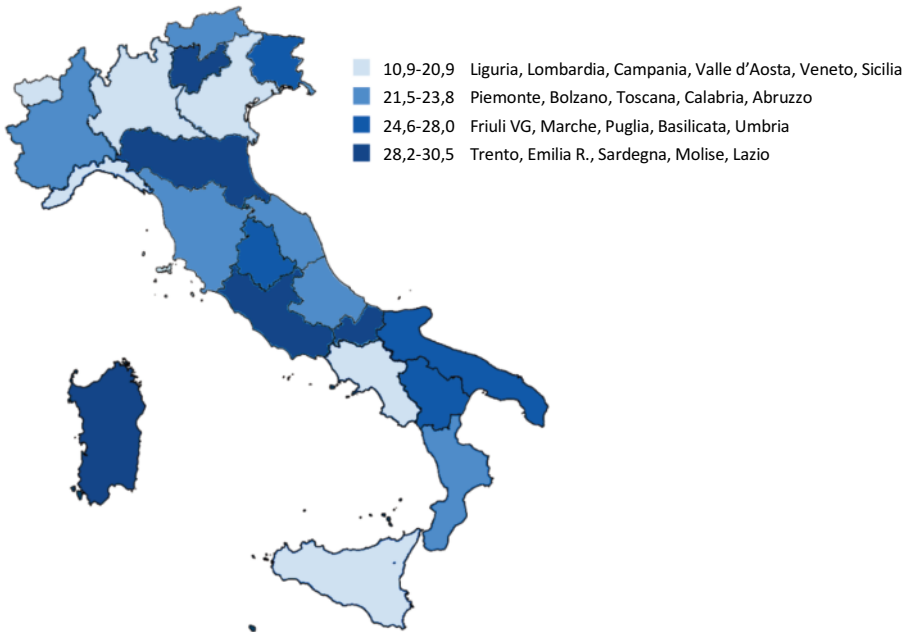 10,9-20,9 Liguria, Lombardia, Campania, Valle d’Aosta, Veneto, Sicilia
21,5-23,8 Piemonte, Bolzano, Toscana, Calabria, Abruzzo
24,6-28,0 Friuli VG, Marche, Puglia, Basilicata, Umbria
28,2-30,5 Trento, Emilia R., Sardegna, Molise, Lazio